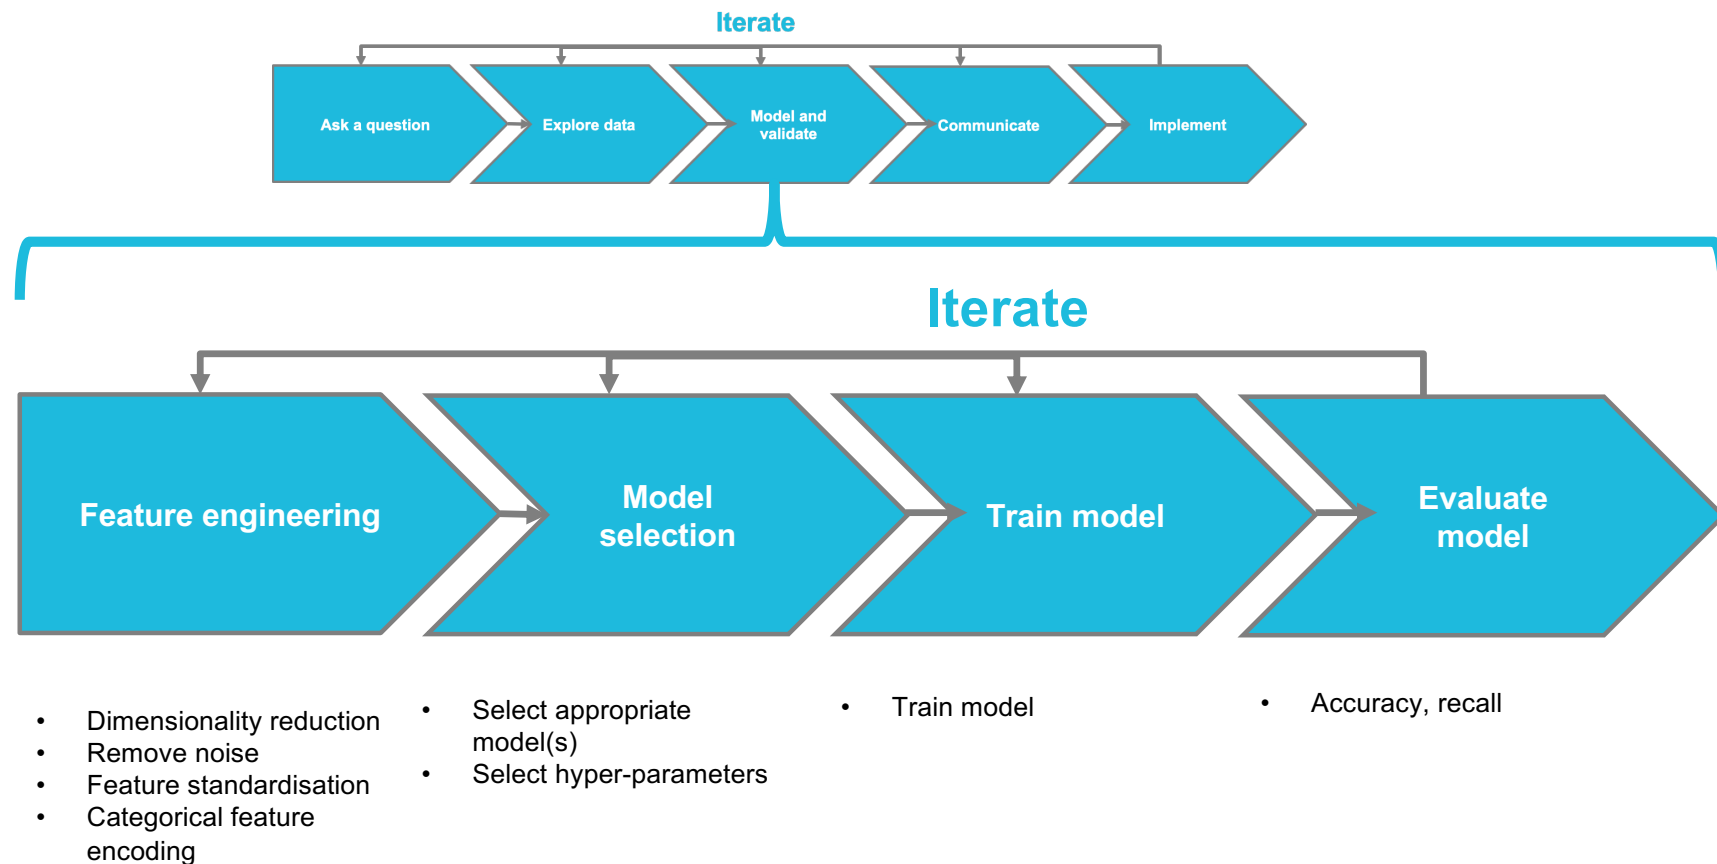 Iterate
Ask a question
Explore data
Model and
validate
Communicate
Implement
Iterate
Feature engineering
Model
selection
Train model
Evaluate
model
• Dimensionality reduction
• Remove noise
• Feature standardisation
• Categorical feature
encoding
• Select appropriate
model(s)
• Select hyper-parameters
• Train model
• Accuracy, recall